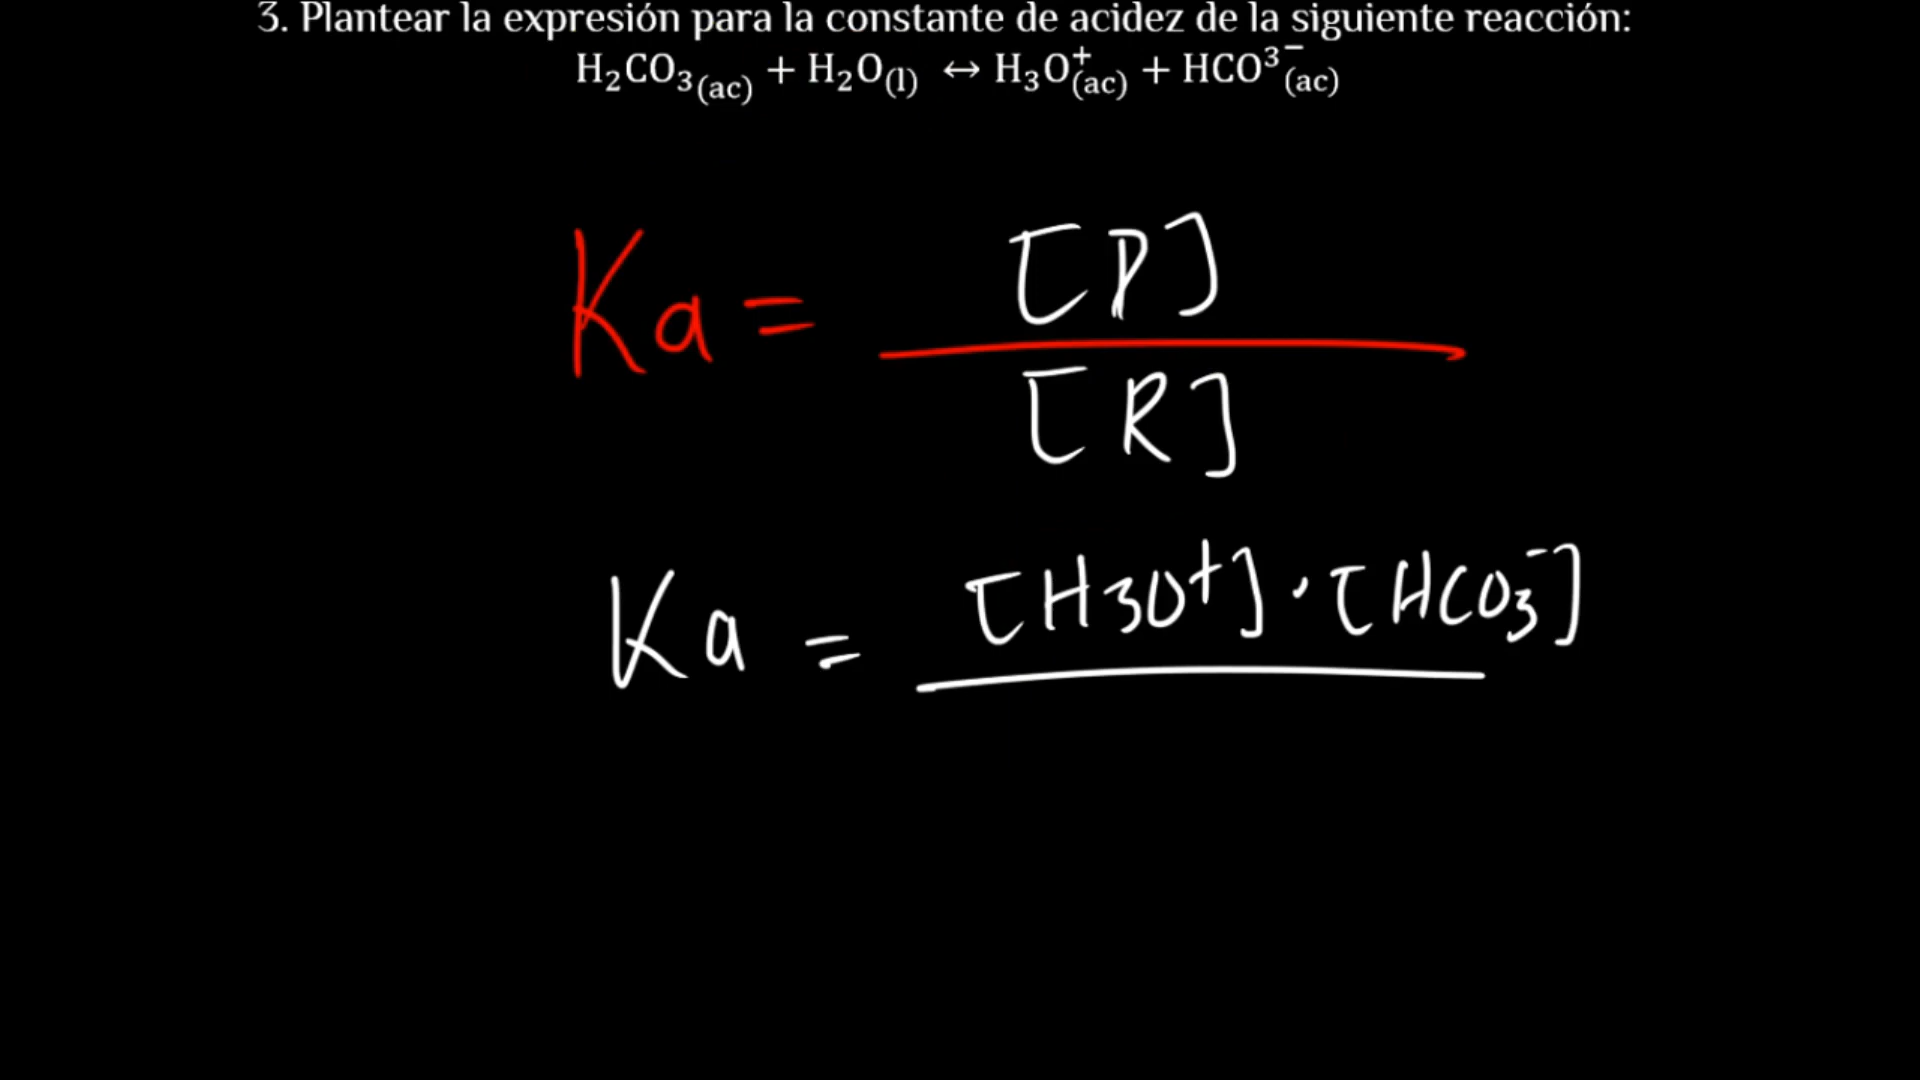 3. Plantear la expresión para la constante de acidez de la siguiente reacción:
H₂CO₃(ac) + H₂O(l) ↔ H₃O⁺(ac) + HCO³⁻(ac)
Ka = [P]
[R]
Ka = [H3O⁺] · [HCO₃⁻]